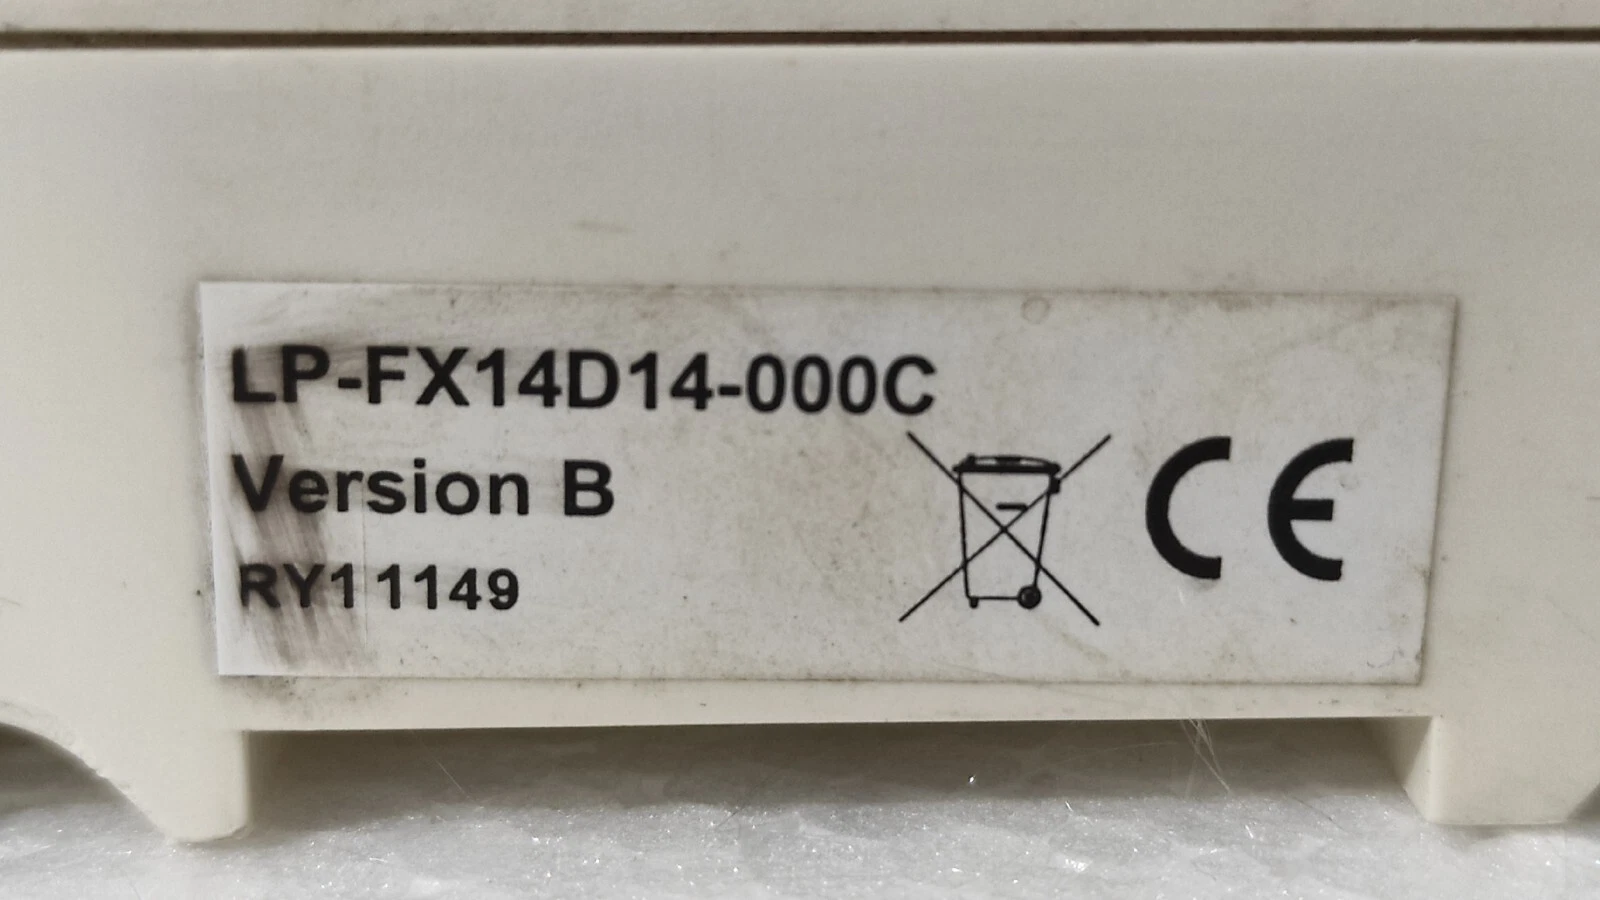 LP-FX14D14-000C
Version B
RY11149
CE